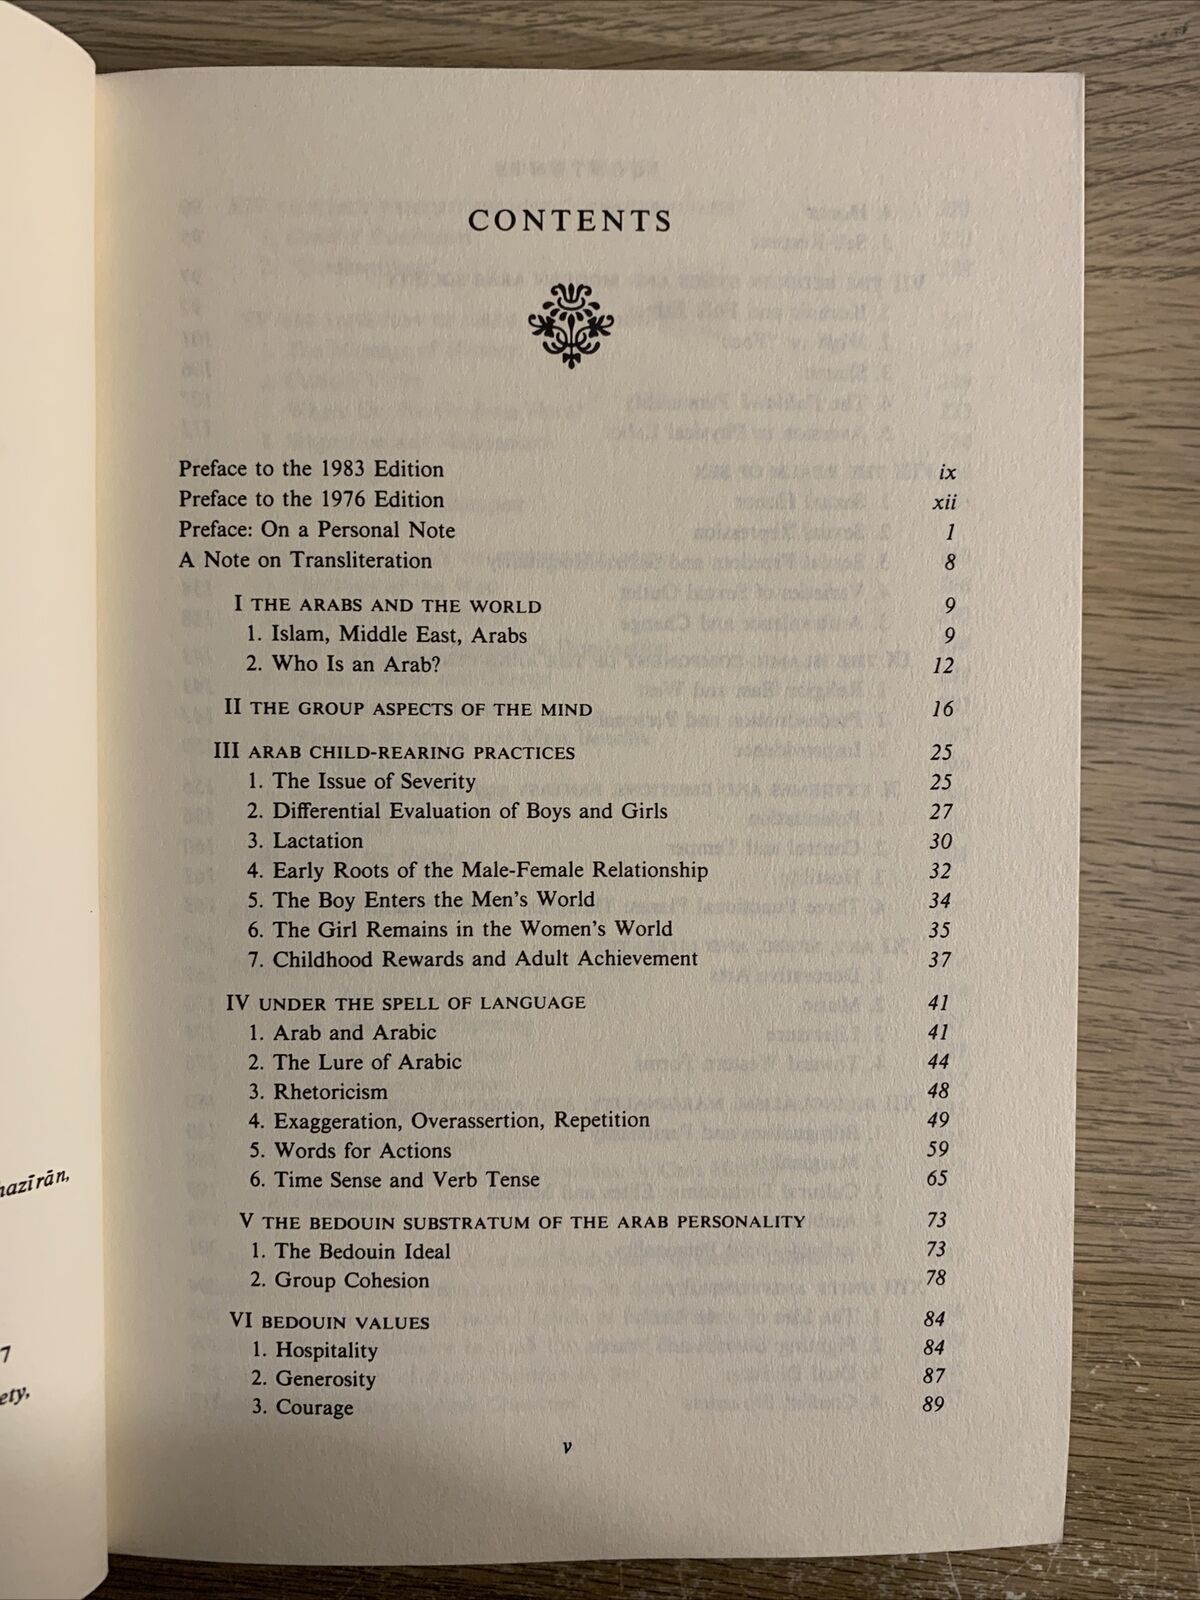 CONTENTS
Preface to the 1983 Edition ix
Preface to the 1976 Edition xii
Preface: On a Personal Note 1
A Note on Transliteration 8
I THE ARABS AND THE WORLD 9
1. Islam, Middle East, Arabs 9
2. Who Is an Arab? 12
II THE GROUP ASPECTS OF THE MIND 16
III ARAB CHILD-REARING PRACTICES 25
1. The Issue of Severity 25
2. Differential Evaluation of Boys and Girls 27
3. Lactation 30
4. Early Roots of the Male-Female Relationship 32
5. The Boy Enters the Men's World 34
6. The Girl Remains in the Women's World 35
7. Childhood Rewards and Adult Achievement 37
IV UNDER THE SPELL OF LANGUAGE 41
1. Arab and Arabic 41
2. The Lure of Arabic 44
3. Rhetoricism 48
4. Exaggeration, Overassertion, Repetition 49
5. Words for Actions 59
6. Time Sense and Verb Tense 65
V THE BEDOUIN SUBSTRATUM OF THE ARAB PERSONALITY 73
1. The Bedouin Ideal 73
2. Group Cohesion 78
VI BEDOUIN VALUES 84
1. Hospitality 84
2. Generosity 87
3. Courage 89
v